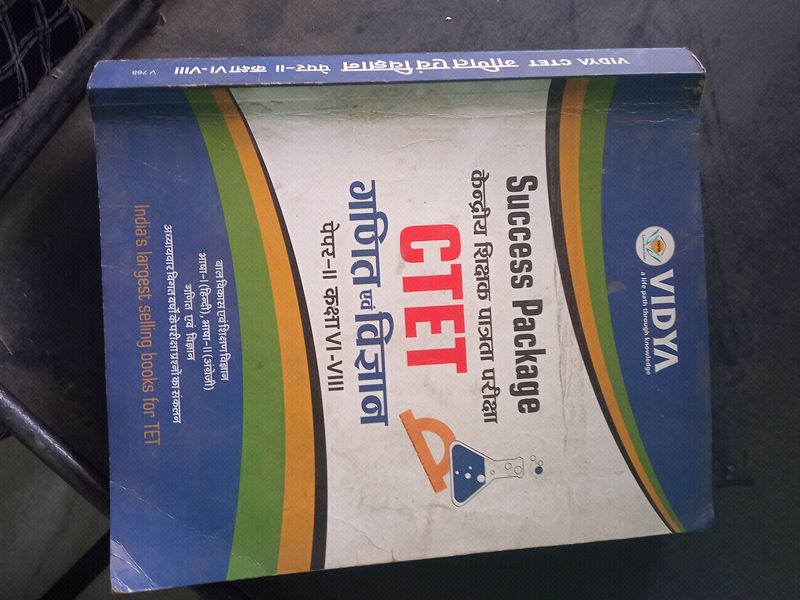 VIDYA CTET गणित एवं विज्ञान पेपर-II कक्षा VI-VIII V 768
VIDYA
a life path through knowledge
Success Package
केन्द्रीय शिक्षक पात्रता परीक्षा
CTET
गणित एवं विज्ञान
पेपर-II कक्षा VI-VIII
बाल विकास एवं शिक्षण विज्ञान
भाषा-I (हिन्दी), भाषा-II (अंग्रेजी)
गणित एवं विज्ञान
अध्यायवार विगत वर्षों के परीक्षा प्रश्नों का संकलन
India's largest selling books for TET